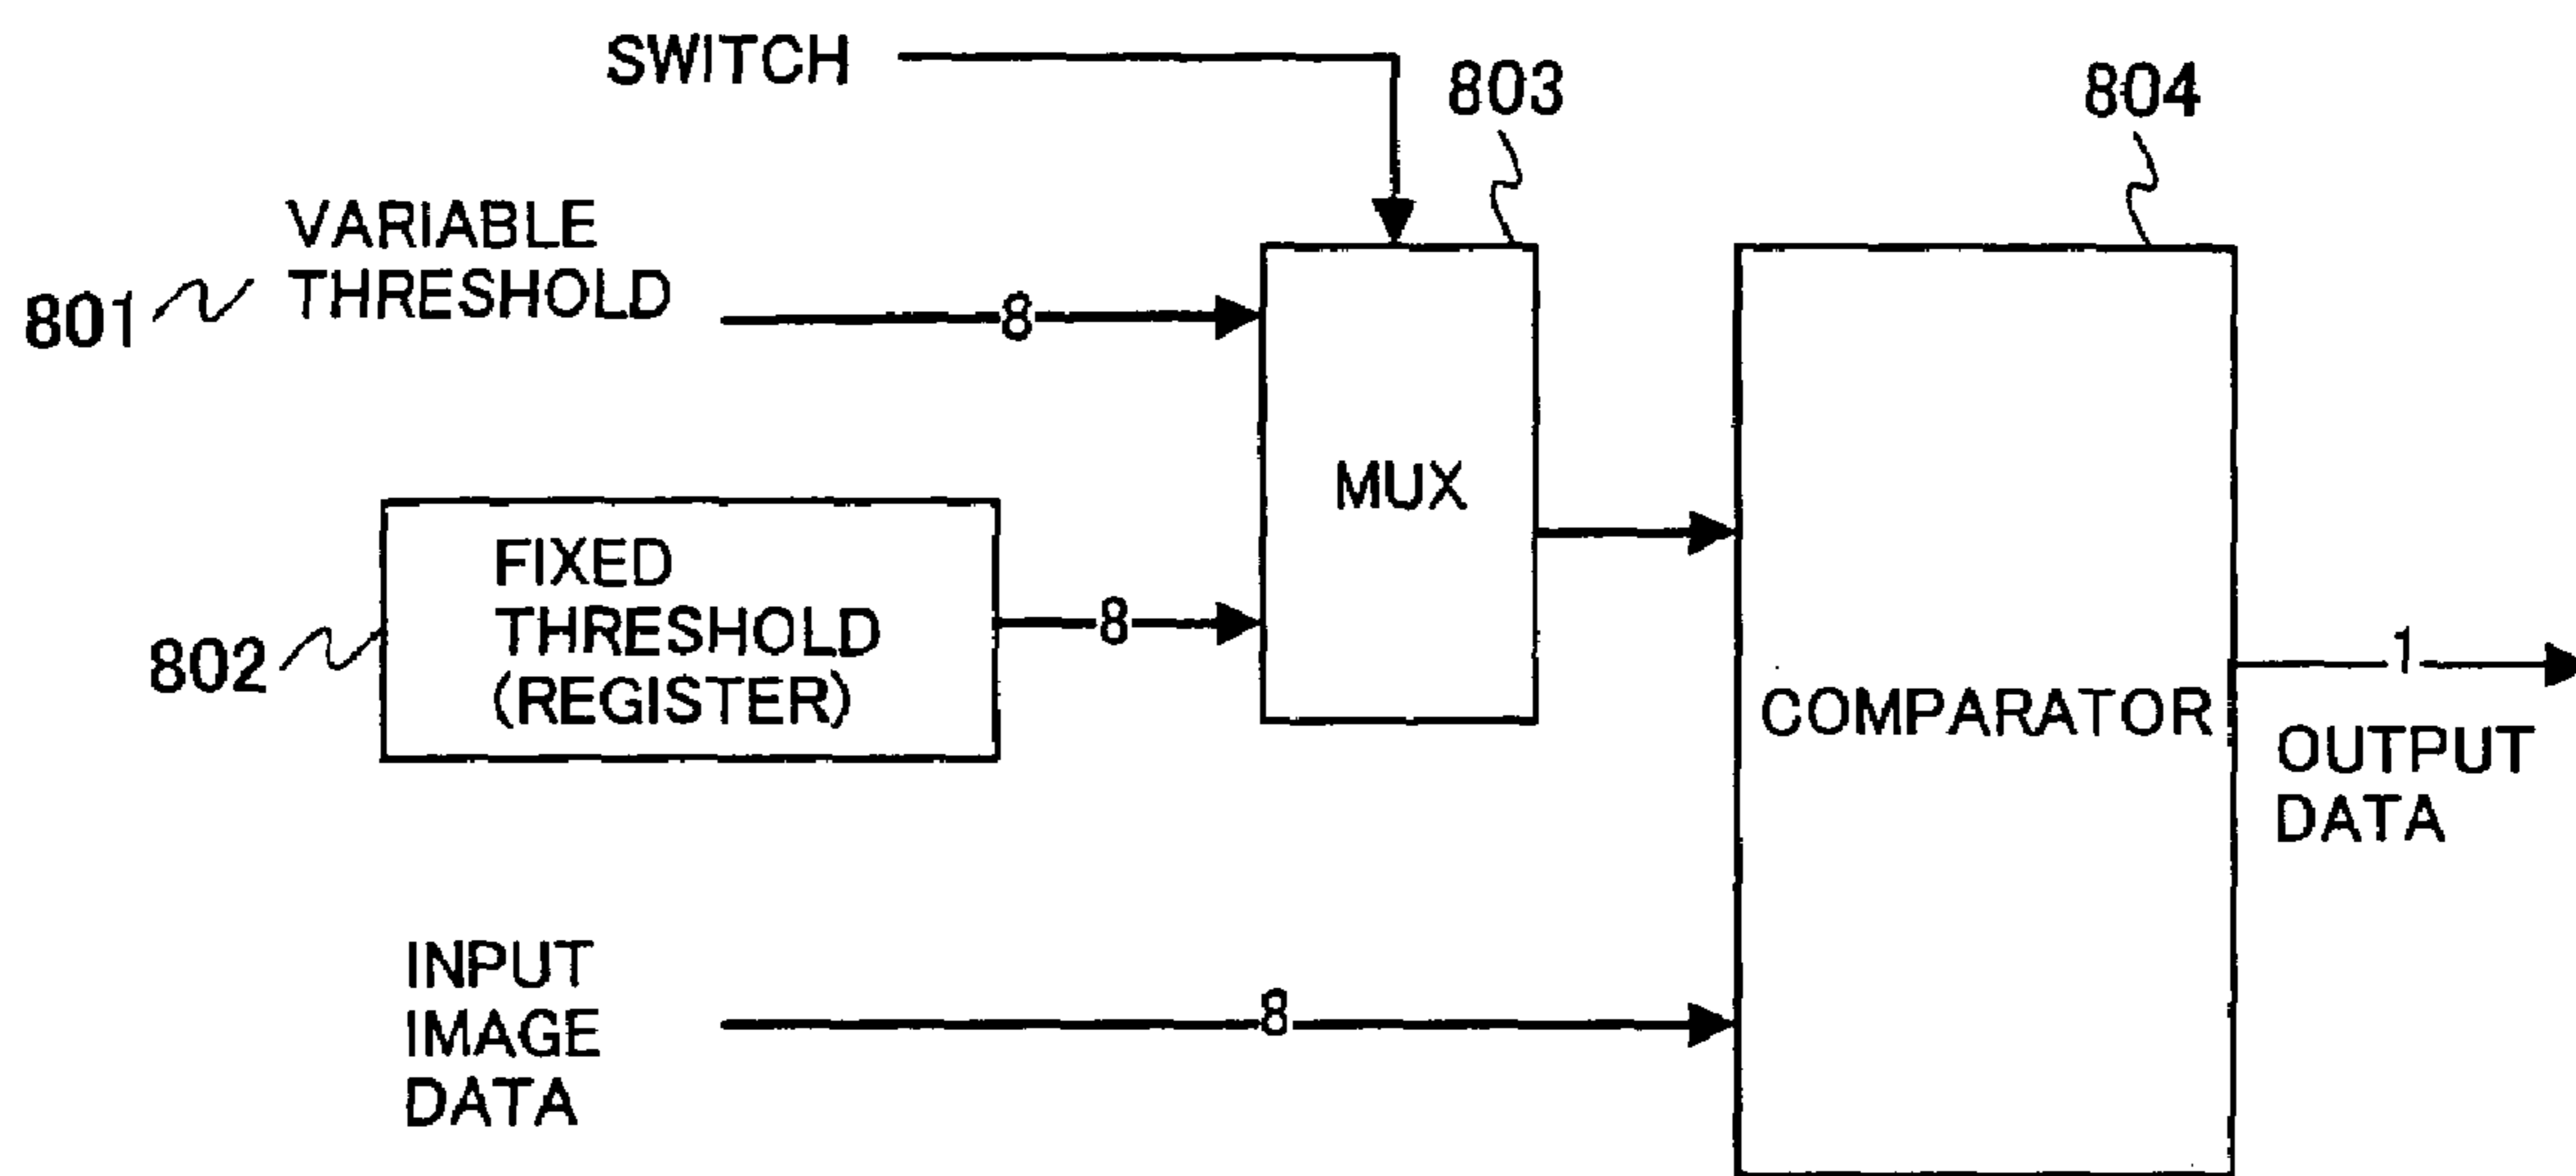 SWITCH
803
804
VARIABLE
THRESHOLD
801
8
MUX
FIXED
THRESHOLD
(REGISTER)
802
8
COMPARATOR
1
OUTPUT
DATA
INPUT
IMAGE
DATA
8